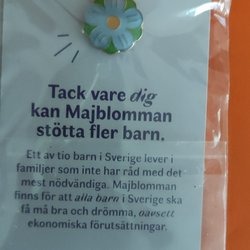 Tack vare dig
kan Majblomman
stötta fler barn.
Ett av tio barn i Sverige lever i
familjer som inte har råd med det
mest nödvändiga. Majblomman
finns för att alla barn i Sverige ska
få må bra och drömma, oavsett
ekonomiska förutsättningar.